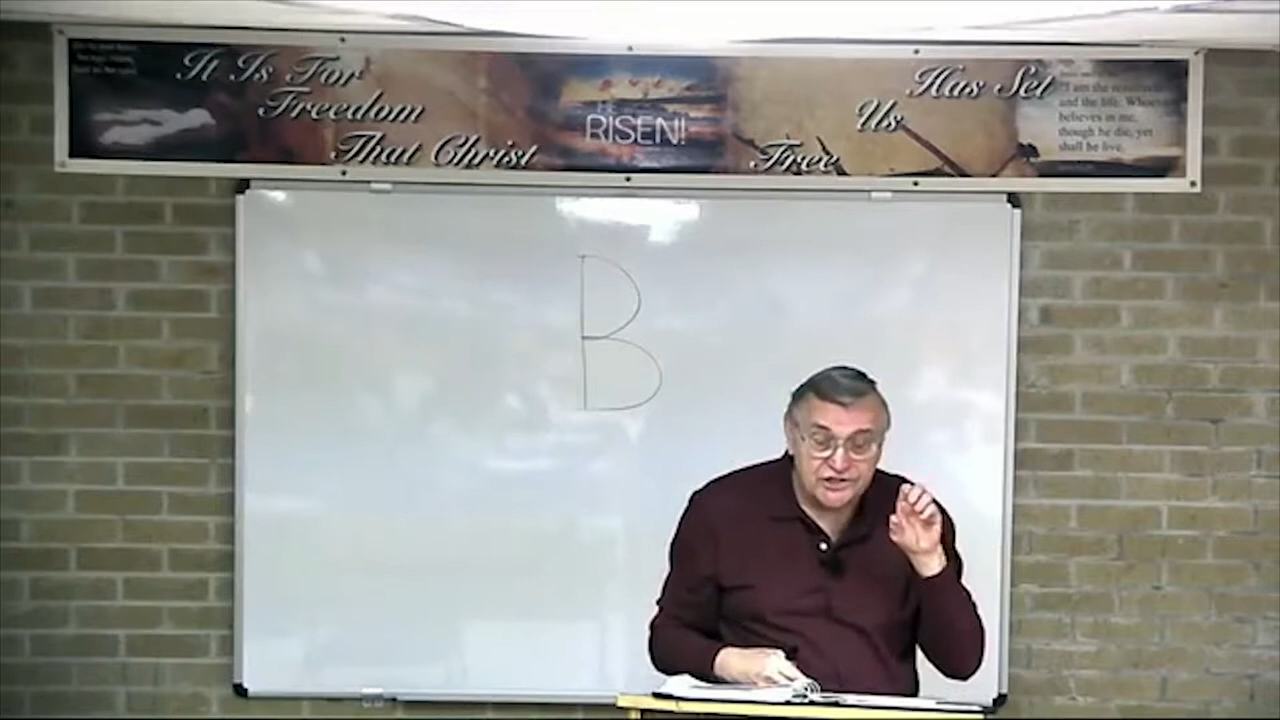 It Is For
Freedom
That Christ
HE
RISEN!
Has Set
Us
Free
"I am the resurrection
and the life. Whoever
believes in me,
though he die, yet
shall he live.
B